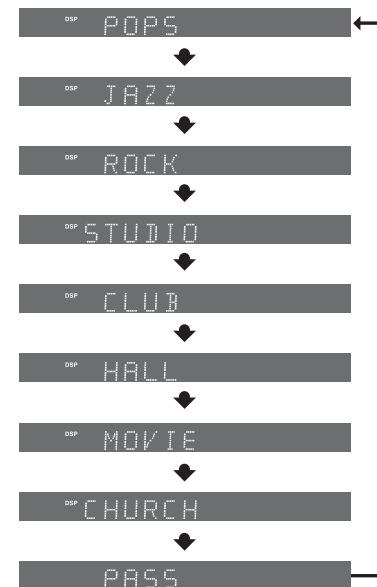 DSP POPS
DSP JAZZ
DSP ROCK
DSP STUDIO
DSP CLUB
DSP HALL
DSP MOVIE
DSP CHURCH
PASS